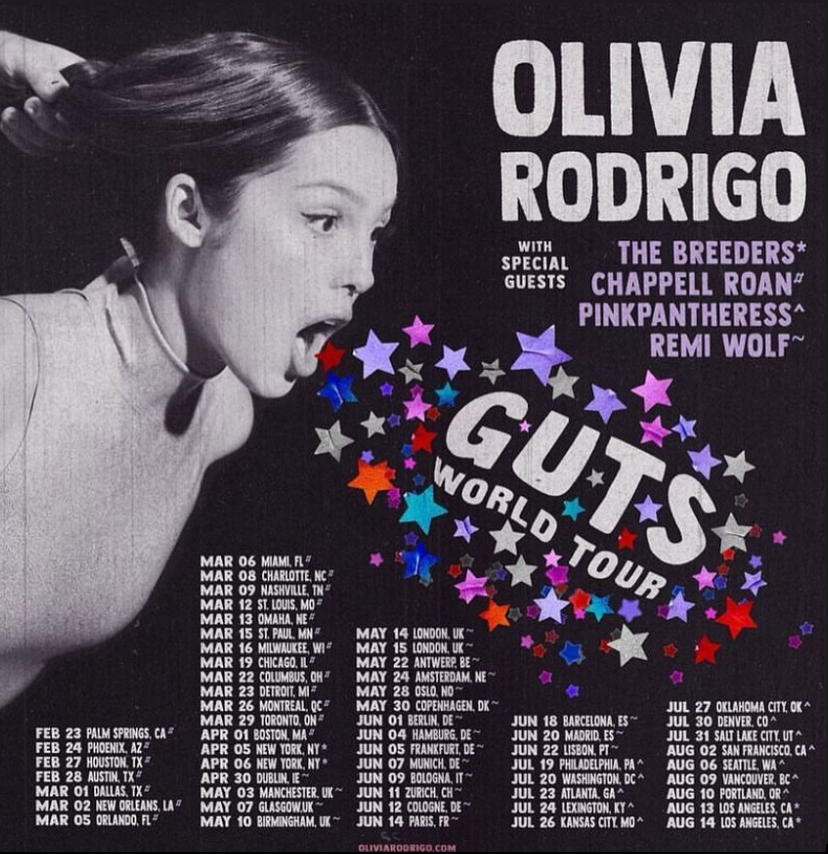 OLIVIA
RODRIGO
WITH
SPECIAL
GUESTS
THE BREEDERS*
CHAPPELL ROAN♯
PINKPANTHERESS^
REMI WOLF~
GUTS
WORLD TOUR
FEB 23 PALM SPRINGS, CA♯
FEB 24 PHOENIX, AZ♯
FEB 27 HOUSTON, TX♯
FEB 28 AUSTIN, TX♯
MAR 01 DALLAS, TX♯
MAR 02 NEW ORLEANS, LA♯
MAR 05 ORLANDO, FL♯
MAR 06 MIAMI, FL♯
MAR 08 CHARLOTTE, NC♯
MAR 09 NASHVILLE, TN♯
MAR 12 ST. LOUIS, MO♯
MAR 13 OMAHA, NE♯
MAR 15 ST. PAUL, MN♯
MAR 16 MILWAUKEE, WI♯
MAR 19 CHICAGO, IL♯
MAR 22 COLUMBUS, OH♯
MAR 23 DETROIT, MI♯
MAR 26 MONTREAL, QC♯
MAR 29 TORONTO, ON♯
APR 01 BOSTON, MA♯
APR 05 NEW YORK, NY*
APR 06 NEW YORK, NY*
APR 30 DUBLIN, IE~
MAY 03 MANCHESTER, UK~
MAY 07 GLASGOW,UK~
MAY 10 BIRMINGHAM, UK~
MAY 14 LONDON, UK~
MAY 15 LONDON, UK~
MAY 22 ANTWERP, BE~
MAY 24 AMSTERDAM, NE~
MAY 28 OSLO, NO~
MAY 30 COPENHAGEN, DK~
JUN 01 BERLIN, DE~
JUN 04 HAMBURG, DE~
JUN 05 FRANKFURT, DE~
JUN 07 MUNICH, DE~
JUN 09 BOLOGNA, IT~
JUN 11 ZURICH, CH~
JUN 12 COLOGNE, DE~
JUN 14 PARIS, FR~
JUN 18 BARCELONA, ES~
JUN 20 MADRID, ES~
JUN 22 LISBON, PT~
JUL 19 PHILADELPHIA, PA^
JUL 20 WASHINGTON, DC^
JUL 23 ATLANTA, GA^
JUL 24 LEXINGTON, KY^
JUL 26 KANSAS CITY. MO^
JUL 27 OKLAHOMA CITY, OK^
JUL 30 DENVER, CO^
JUL 31 SALT LAKE CITY, UT^
AUG 02 SAN FRANCISCO, CA^
AUG 06 SEATTLE, WA^
AUG 09 VANCOUVER, BC^
AUG 10 PORTLAND, OR^
AUG 13 LOS ANGELES, CA*
AUG 14 LOS ANGELES, CA*
OLIVIARODRIGO.COM